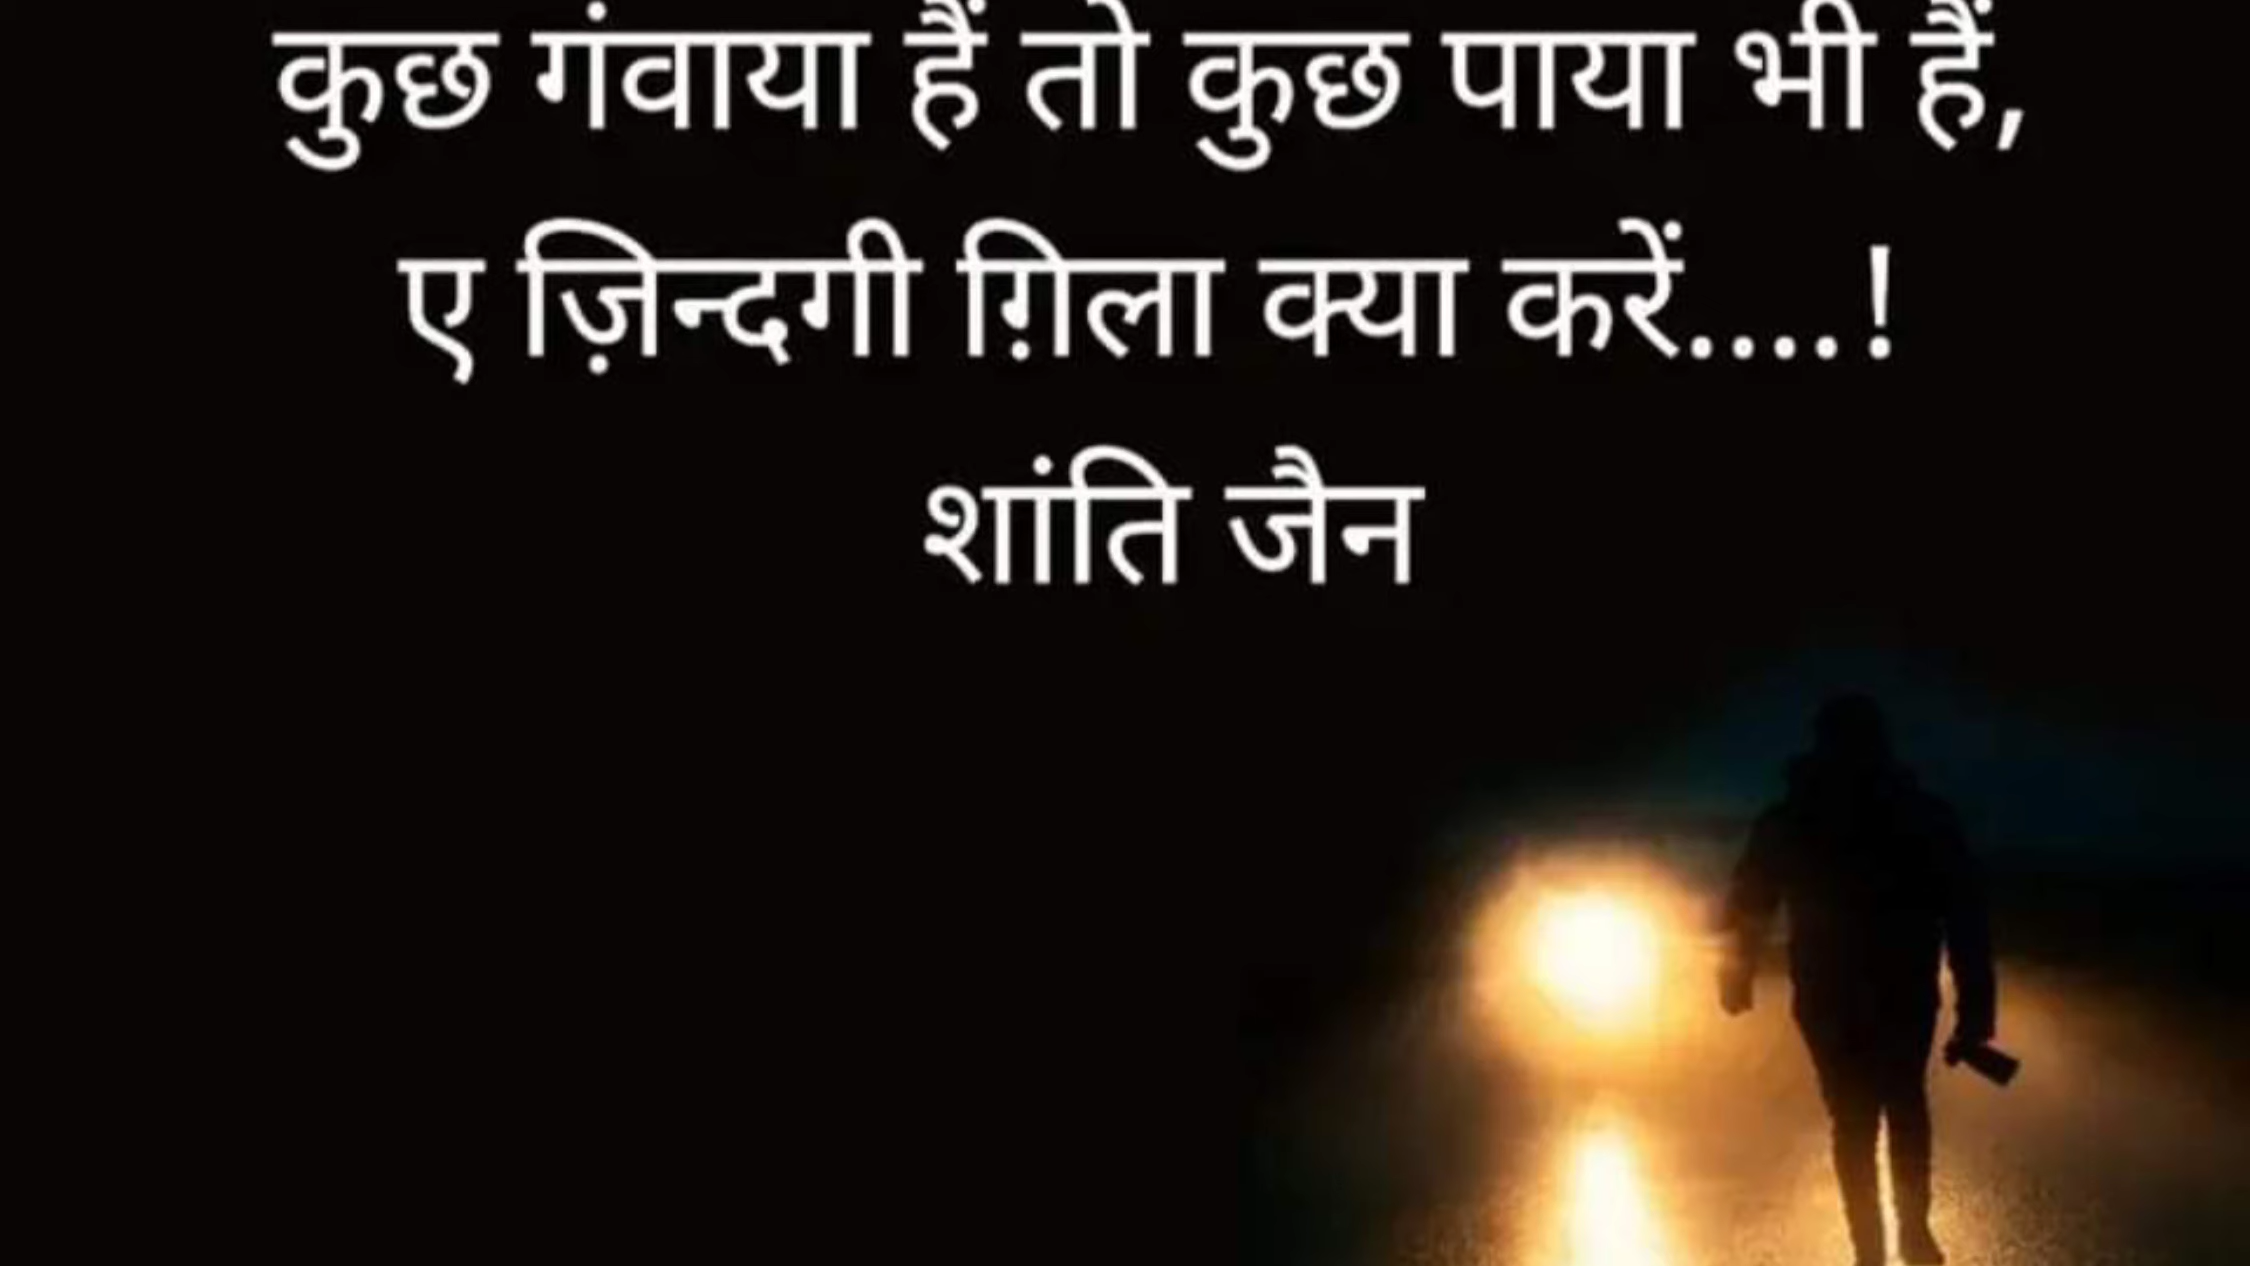 कुछ गंवाया हैं तो कुछ पाया भी हैं,
ए ज़िन्दगी ग़िला क्या करें....!
शांति जैन